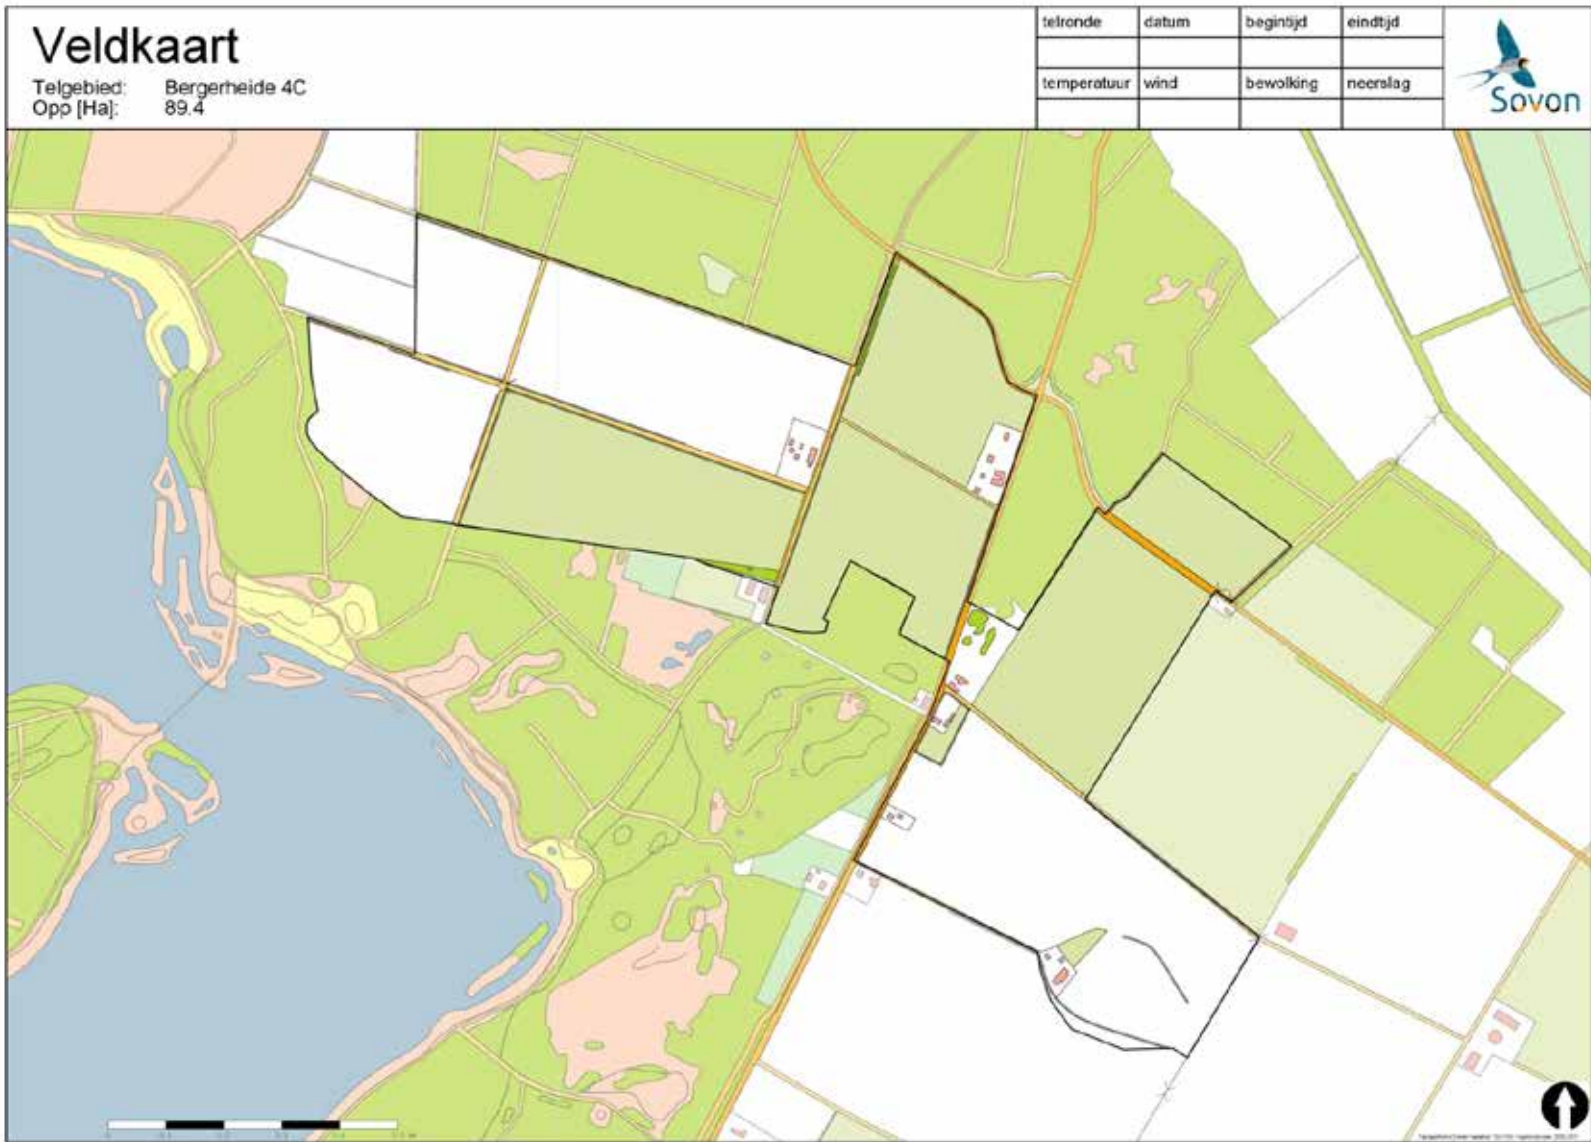 Veldkaart
Telgebied: Bergerheide 4C
Opp [Ha]: 89.4
telronde datum begintijd eindtijd
temperatuur wind bewolking neerslag
Sovon